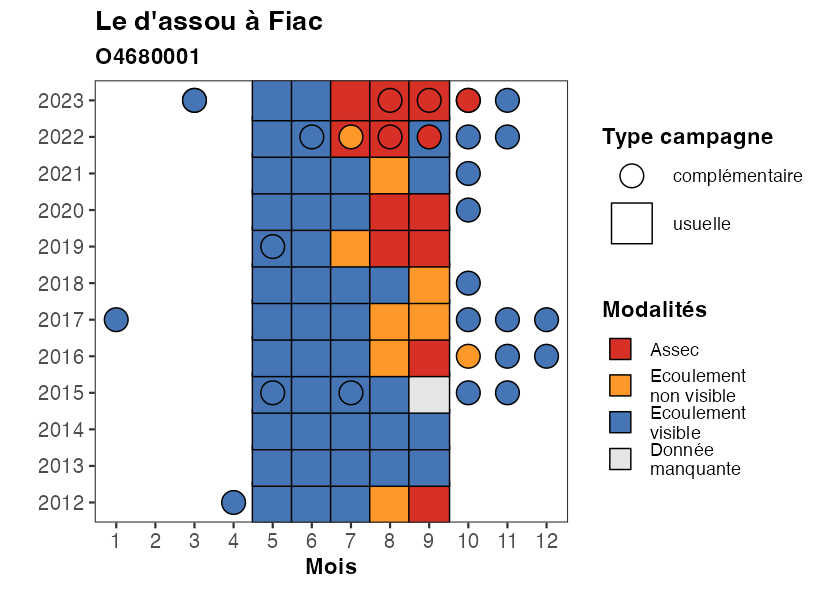 Le d'assou à Fiac
O4680001
2023
2022
2021
2020
2019
2018
2017
2016
2015
2014
2013
2012
1 2 3 4 5 6 7 8 9 10 11 12
Mois
Type campagne
complémentaire
usuelle
Modalités
Assec
Ecoulement
non visible
Ecoulement
visible
Donnée
manquante